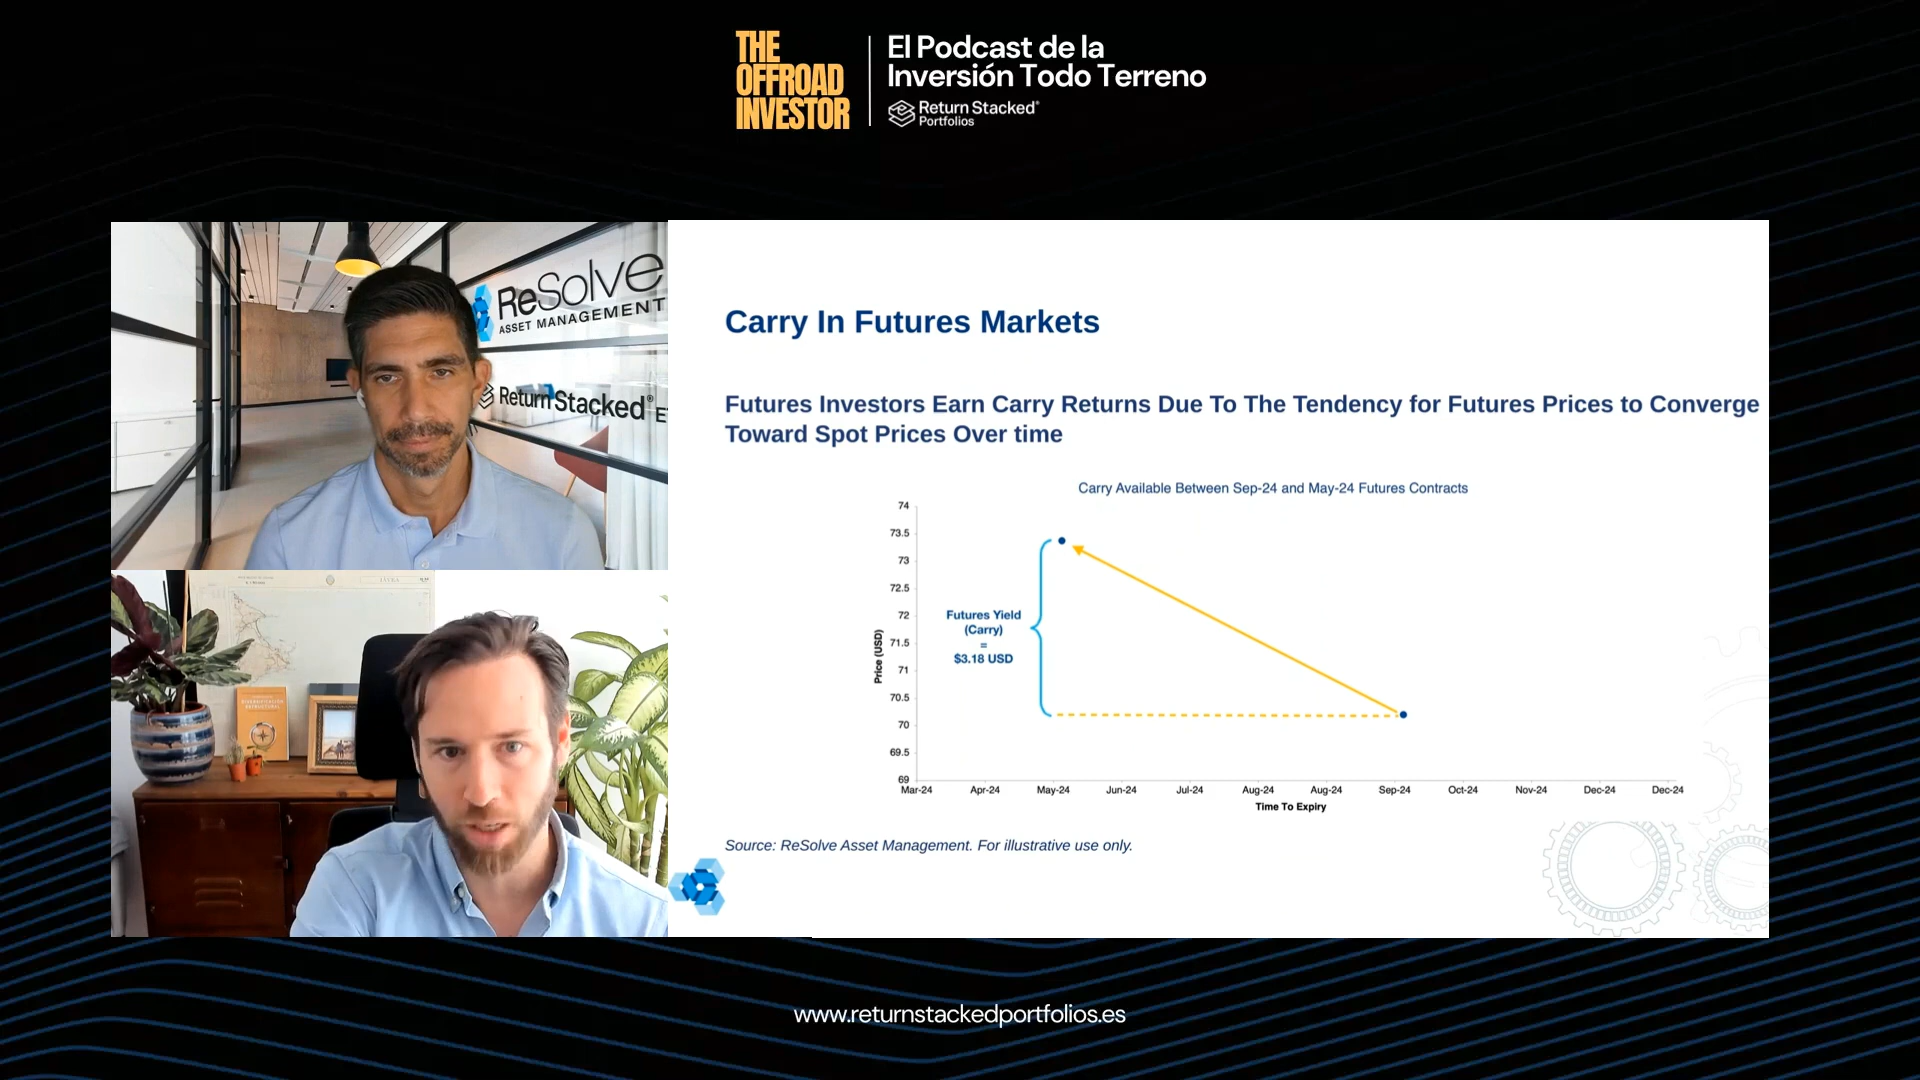 THE
OFFROAD
INVESTOR
El Podcast de la
Inversión Todo Terreno
Return Stacked®
Portfolios
ReSolve
ASSET MANAGEMENT
Return Stacked® E
Carry In Futures Markets
Futures Investors Earn Carry Returns Due To The Tendency for Futures Prices to Converge
Toward Spot Prices Over time
Carry Available Between Sep-24 and May-24 Futures Contracts
74
73.5
73
72.5
72
71.5
71
70.5
70
69.5
69
Price (USD)
Futures Yield
(Carry)
=
$3.18 USD
Mar-24 Apr-24 May-24 Jun-24 Jul-24 Aug-24 Aug-24 Sep-24 Oct-24 Nov-24 Dec-24 Dec-24
Time To Expiry
Source: ReSolve Asset Management. For illustrative use only.
www.returnstackedportfolios.es